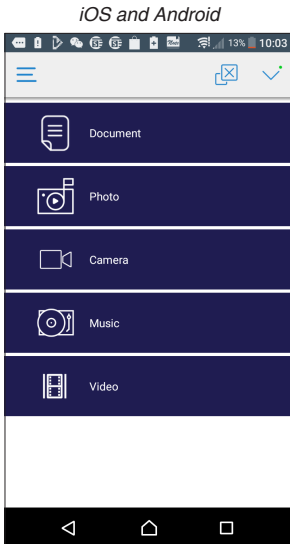 iOS and Android
13% 10:03
Document
Photo
Camera
Music
Video